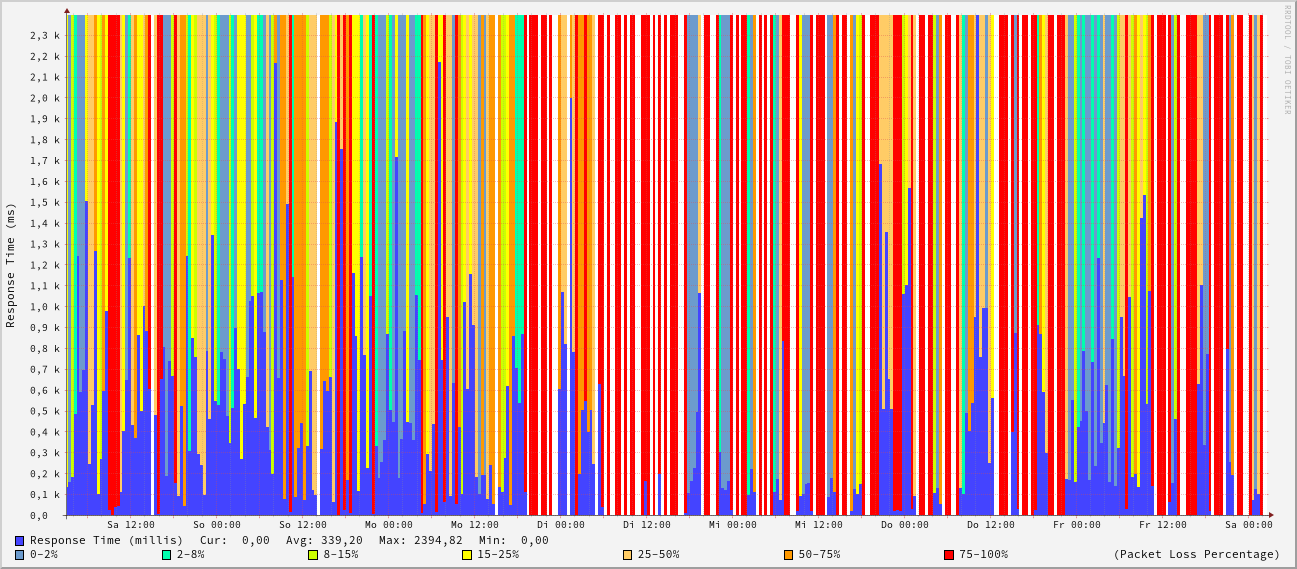 RRDTOOL / TOBI OETIKER
Response Time (ms)
2,3 k
2,2 k
2,1 k
2,0 k
1,9 k
1,8 k
1,7 k
1,6 k
1,5 k
1,4 k
1,3 k
1,2 k
1,1 k
1,0 k
0,9 k
0,8 k
0,7 k
0,6 k
0,5 k
0,4 k
0,3 k
0,2 k
0,1 k
0,0
Sa 12:00 So 00:00 So 12:00 Mo 00:00 Mo 12:00 Di 00:00 Di 12:00 Mi 00:00 Mi 12:00 Do 00:00 Do 12:00 Fr 00:00 Fr 12:00 Sa 00:00
Response Time (millis) Cur: 0,00 Avg: 339,20 Max: 2394,82 Min: 0,00
0-2% 2-8% 8-15% 15-25% 25-50% 50-75% 75-100% (Packet Loss Percentage)